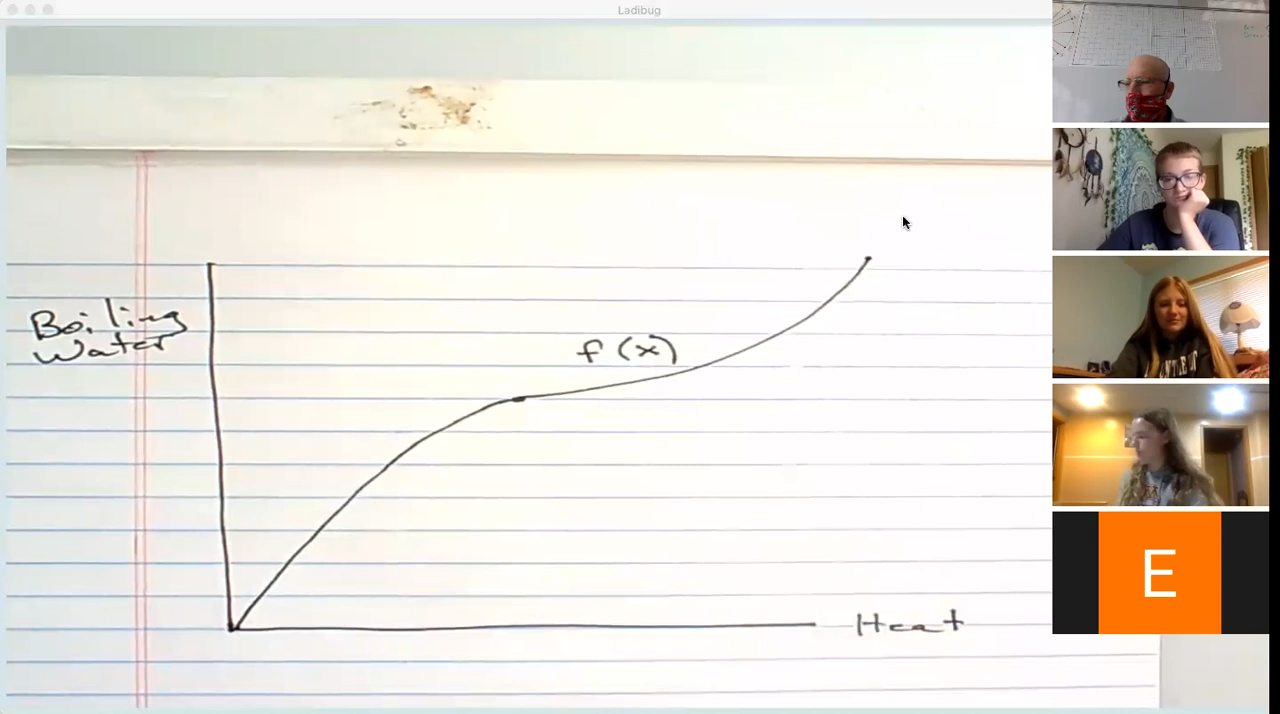 Ladibug
Boiling
Water
f(x)
Heat
E